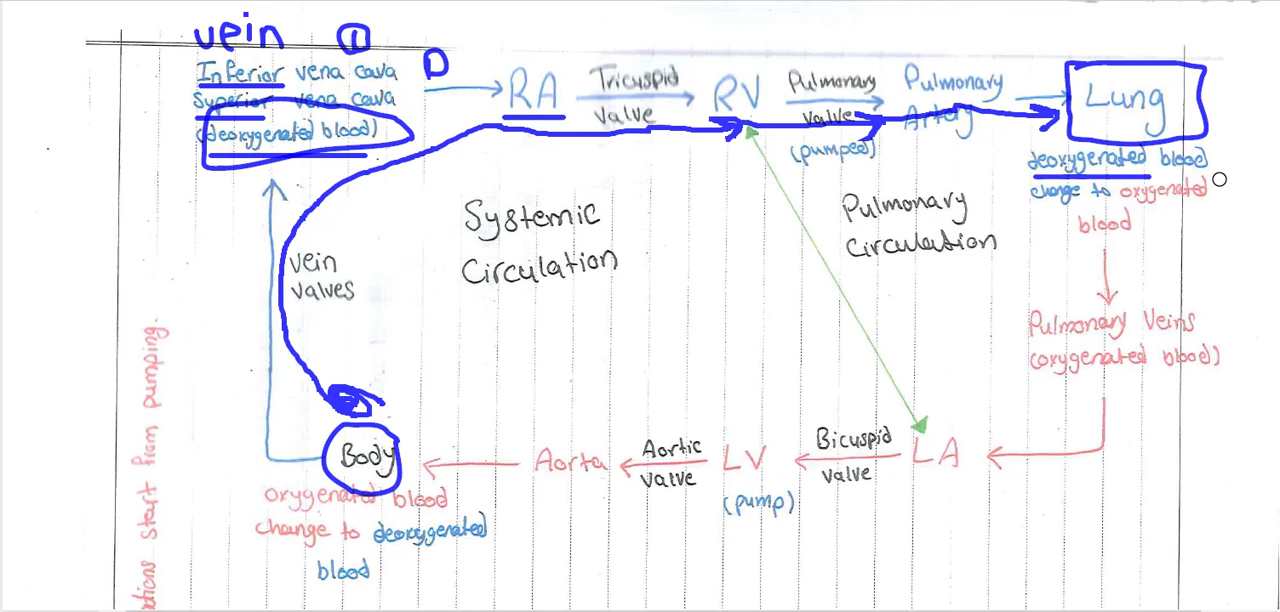 vein ①
Inferior vena cava
Superior vena cava
(deoxygenated blood)
D
RA
Tricuspid
valve
RV
Pulmonary
valve
(pumped)
Pulmonary
Artery
Lung
deoxygenated blood
change to oxygenated
blood
Systemic
Circulation
Pulmonary
Circulation
vein
valves
Pulmonary Veins
(oxygenated blood)
Body
oxygenated blood
change to deoxygenated
blood
Aorta
Aortic
valve
LV
(pump)
Bicuspid
valve
LA
start from pumping.